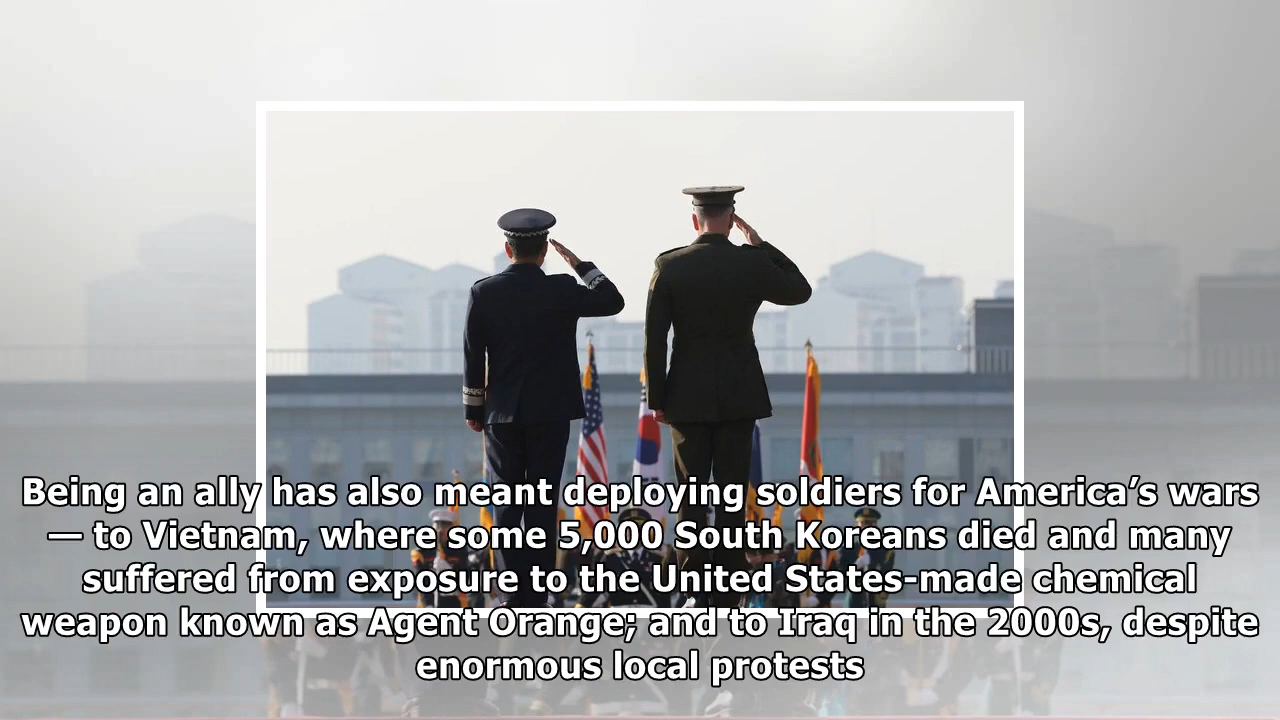 Being an ally has also meant deploying soldiers for America’s wars
— to Vietnam, where some 5,000 South Koreans died and many
suffered from exposure to the United States-made chemical
weapon known as Agent Orange; and to Iraq in the 2000s, despite
enormous local protests